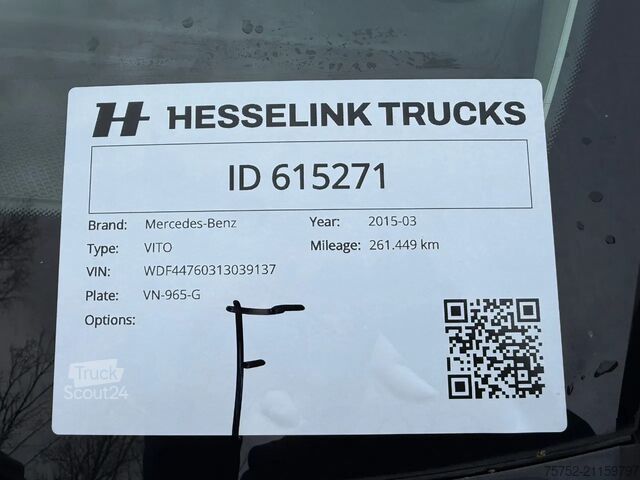 HESSELINK TRUCKS
ID 615271
Brand: Mercedes-Benz Year: 2015-03
Type: VITO Mileage: 261.449 km
VIN: WDF44760313039137
Plate: VN-965-G
Options:
F
Truck
Scout24
75752-21159797